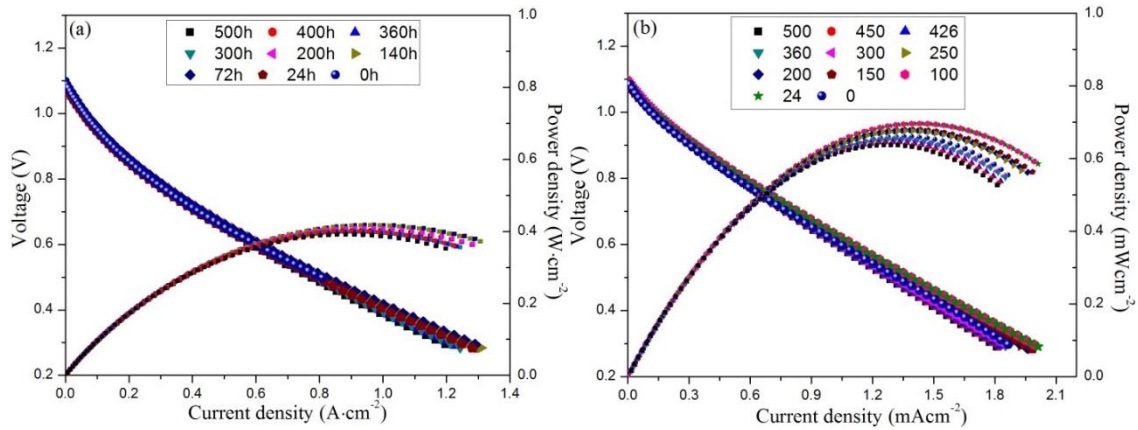 (a)
500h 400h 360h
300h 200h 140h
72h 24h 0h
Voltage (V)
1.2
1.0
0.8
0.6
0.4
0.2
0.0 0.2 0.4 0.6 0.8 1.0 1.2 1.4
Current density (A·cm-2)
1.0
0.8
0.6
0.4
0.2
0.0
Power density (W·cm-2)
(b)
500 450 426
360 300 250
200 150 100
24 0
Voltage (V)
1.2
1.0
0.8
0.6
0.4
0.2
0.0 0.3 0.6 0.9 1.2 1.5 1.8 2.1
Current density (mAcm-2)
1.0
0.8
0.6
0.4
0.2
0.0
Power density (mWcm-2)